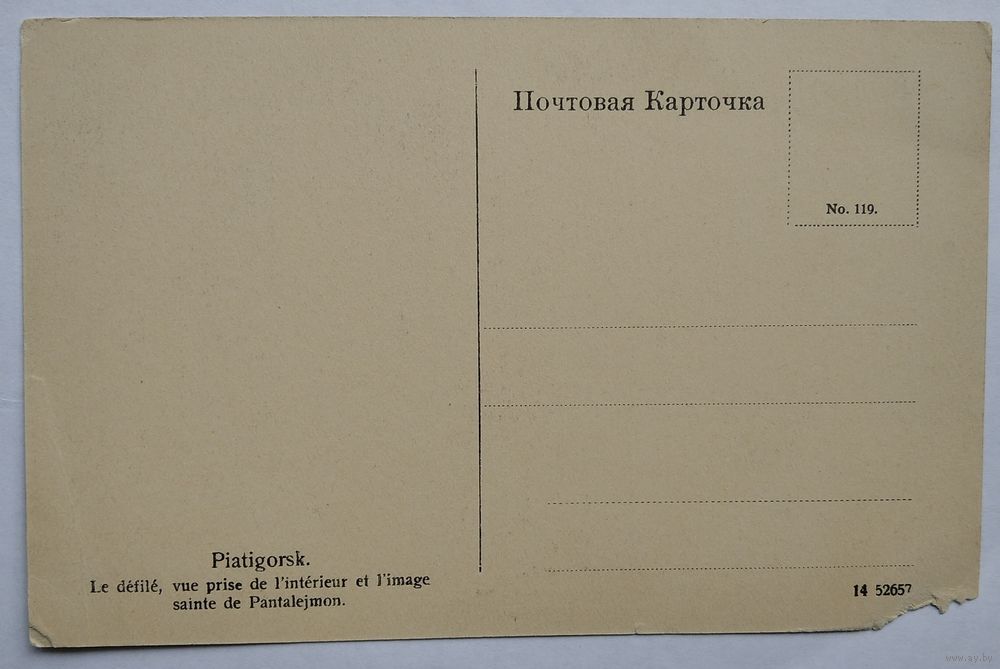 Почтовая Карточка
No. 119.
Piatigorsk.
Le défilé, vue prise de l'intérieur et l'image
sainte de Pantalejmon.
14 52657
www.ay.by